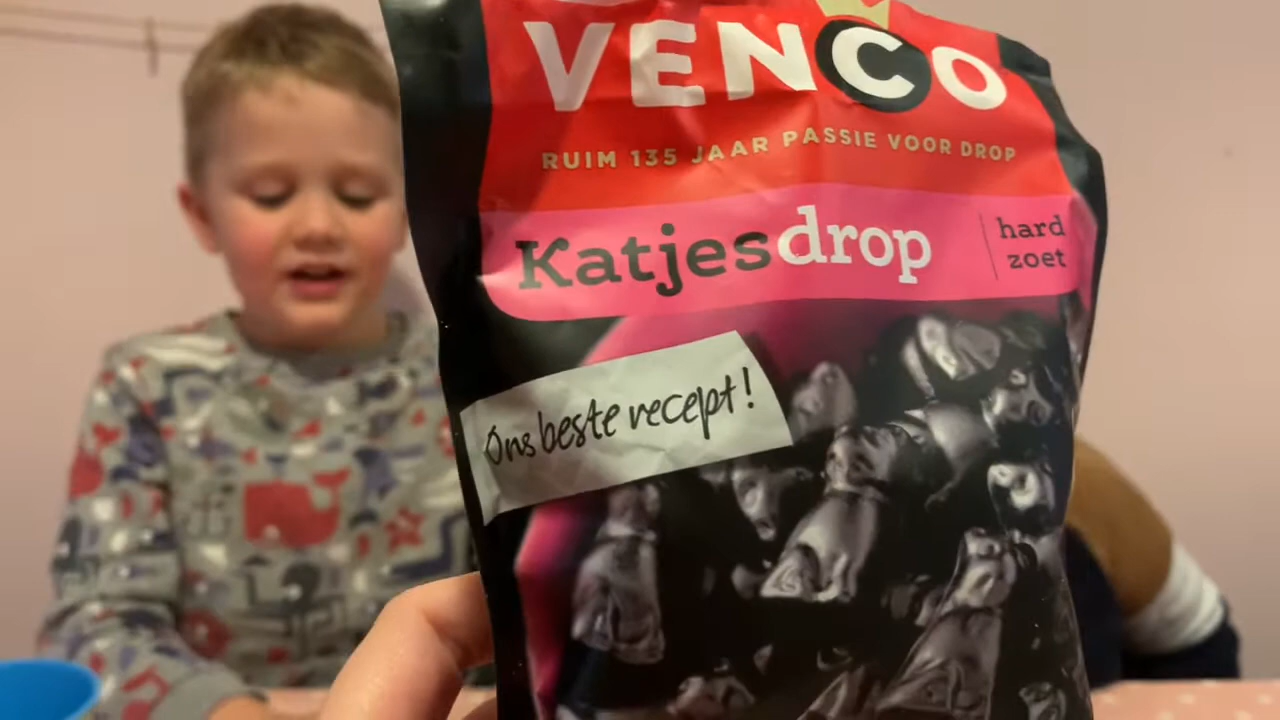 VENCO
RUIM 135 JAAR PASSIE VOOR DROP
Katjesdrop
hard
zoet
Ons beste recept!